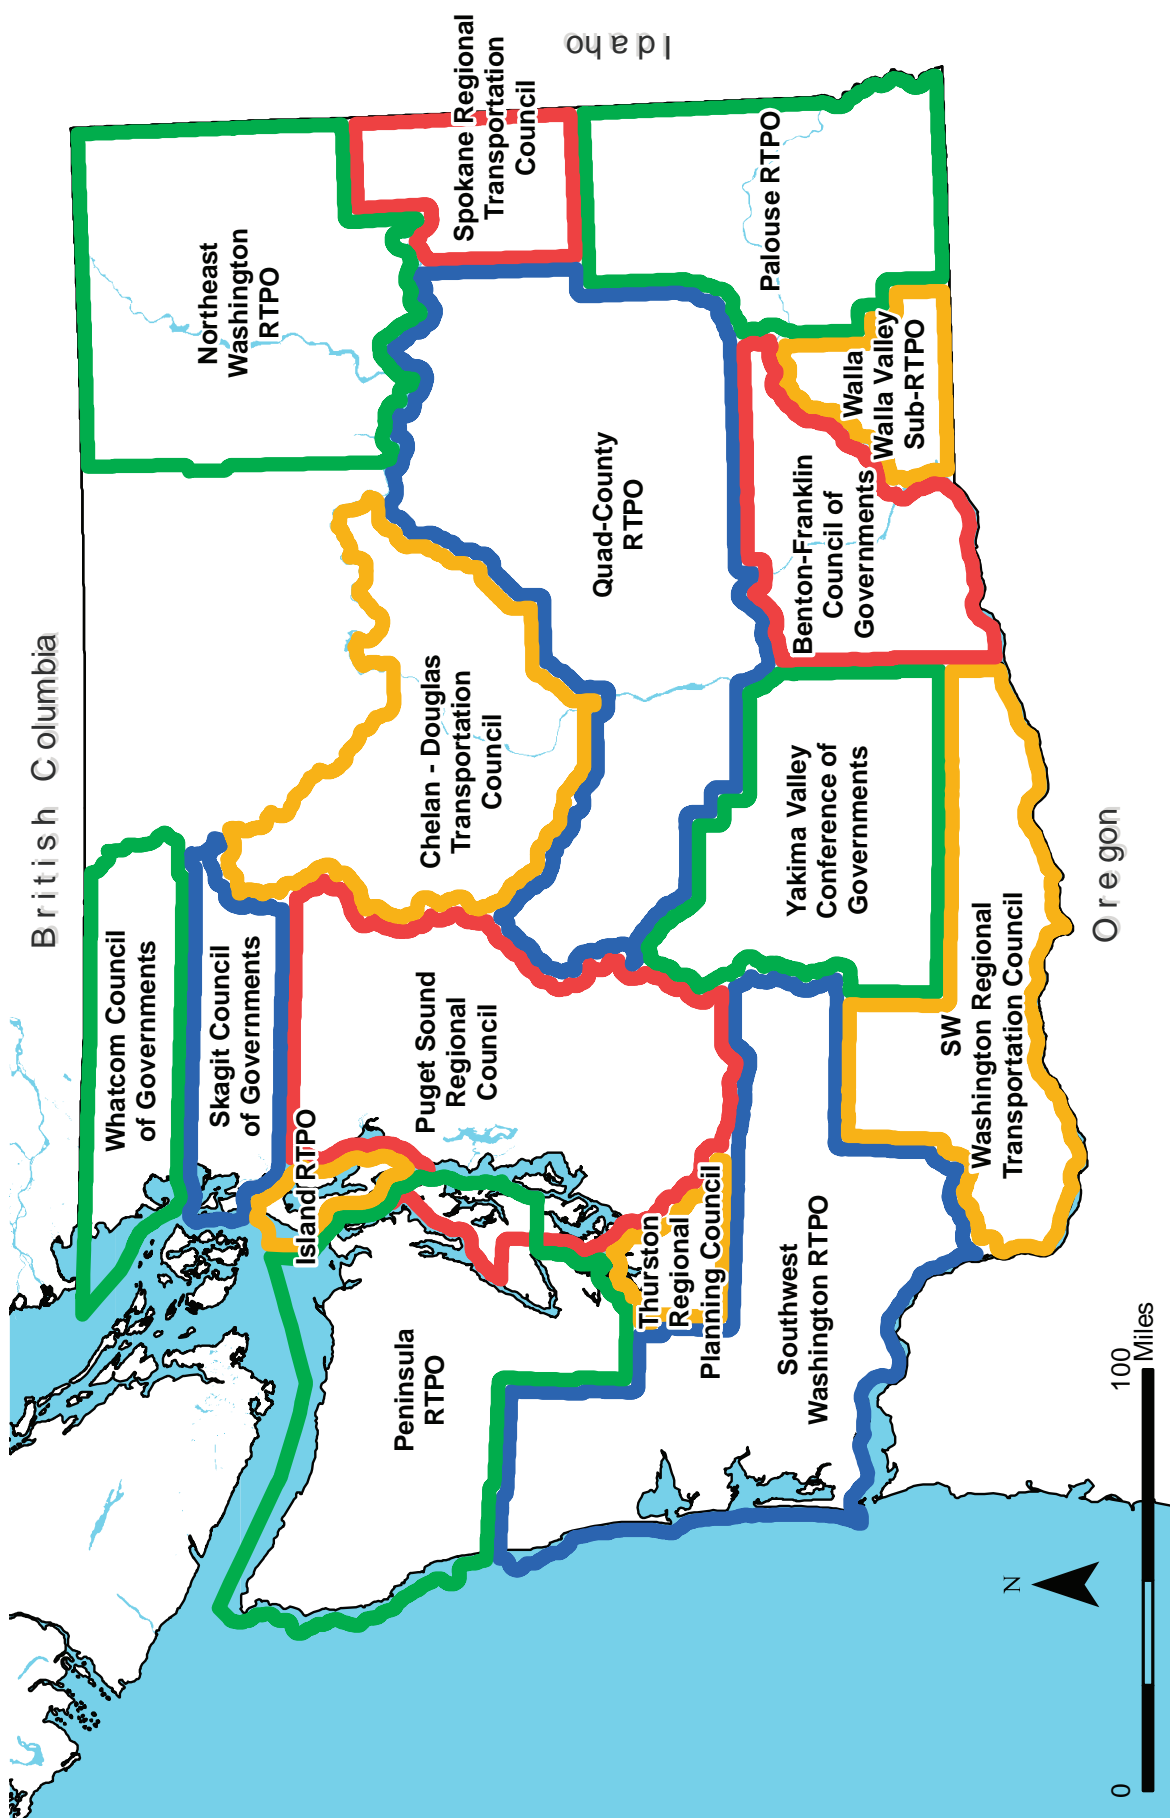 British Columbia
Whatcom Council
of Governments
Skagit Council
of Governments
Island RTPO
Northeast
Washington
RTPO
Chelan - Douglas
Transportation
Council
Spokane Regional
Transportation
Council
Idaho
Peninsula
RTPO
Puget Sound
Regional
Council
Quad-County
RTPO
Thurston
Regional
Planning Council
Southwest
Washington RTPO
Yakima Valley
Conference of
Governments
Benton-Franklin
Council of
Governments
Palouse RTPO
Walla
Walla Valley
Sub-RTPO
SW
Washington Regional
Transportation Council
Oregon
N
0
100
Miles